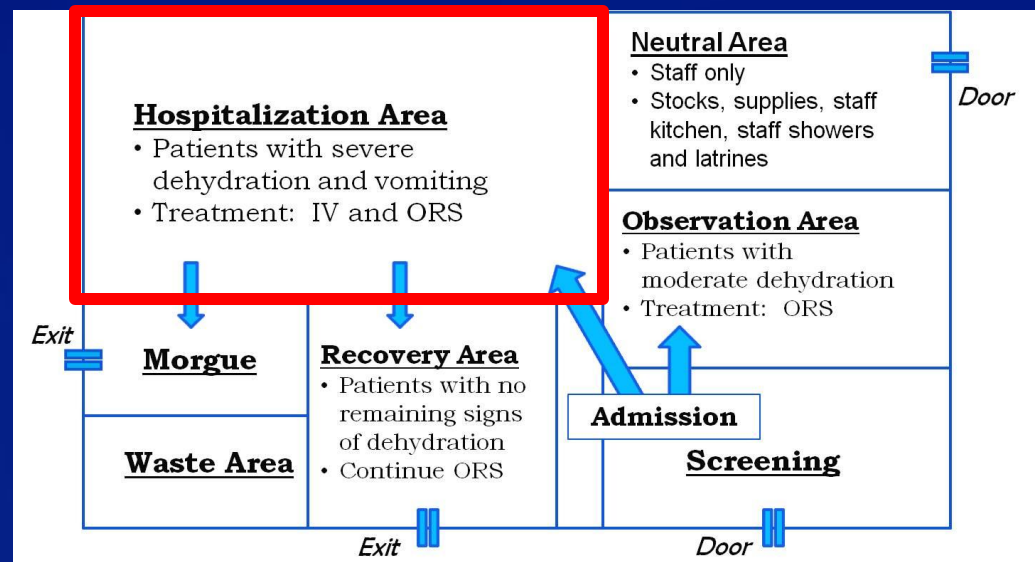 Hospitalization Area
• Patients with severe
dehydration and vomiting
• Treatment: IV and ORS
Neutral Area
• Staff only
• Stocks, supplies, staff
kitchen, staff showers
and latrines
Door
Observation Area
• Patients with
moderate dehydration
• Treatment: ORS
Exit
Morgue
Waste Area
Recovery Area
• Patients with no
remaining signs
of dehydration
• Continue ORS
Admission
Screening
Exit
Door